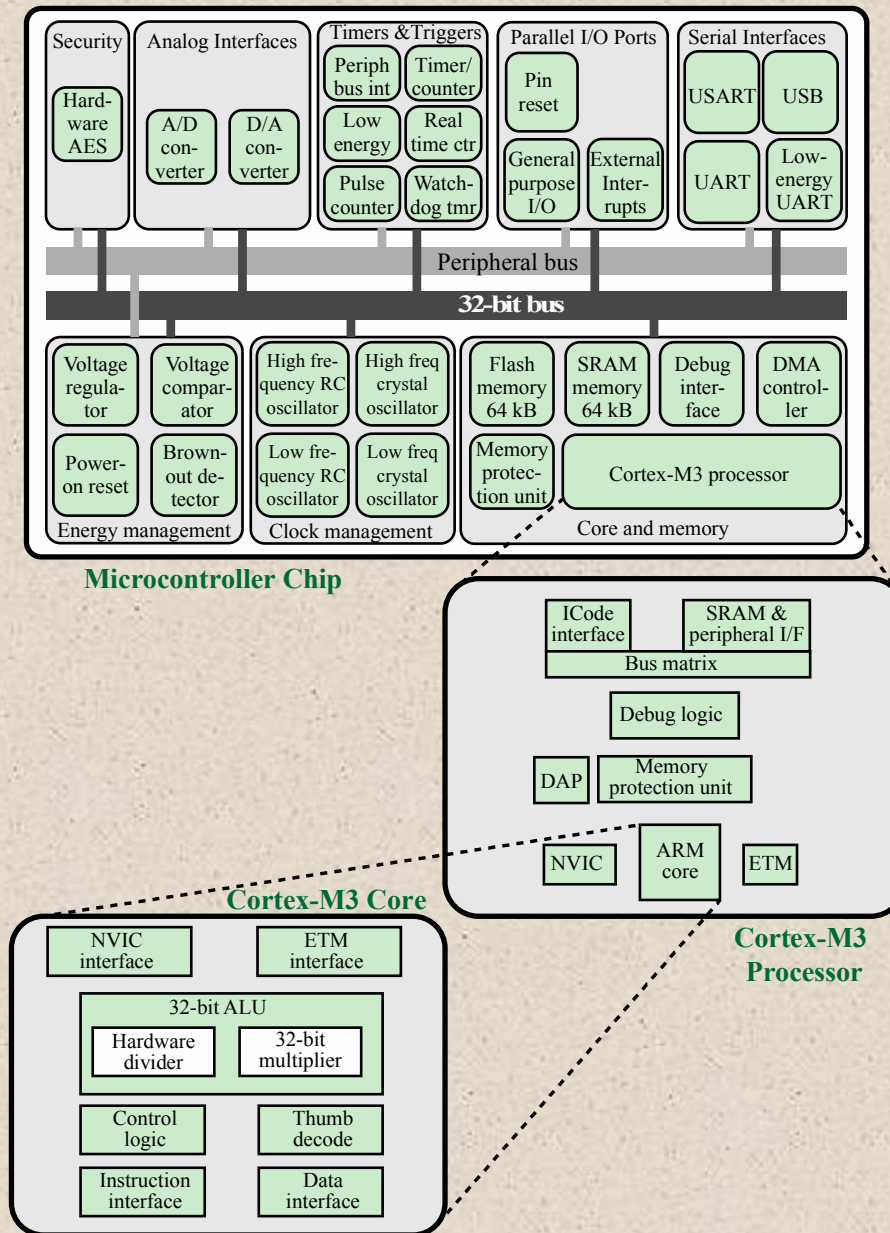 Security
Analog Interfaces
Timers &Triggers
Parallel I/O Ports
Serial Interfaces
Hard-
ware
AES
A/D
con-
verter
D/A
con-
verter
Periph
bus int
Timer/
counter
Low
energy
Real
time ctr
Pulse
counter
Watch-
dog tmr
Pin
reset
General
purpose
I/O
External
Inter-
rupts
USART
USB
UART
Low-
energy
UART
Peripheral bus
32-bit bus
Voltage
regula-
tor
Voltage
compar-
ator
Power-
on reset
Brown-
out de-
tector
Energy management
High fre-
quency RC
oscillator
High freq
crystal
oscillator
Low fre-
quency RC
oscillator
Low freq
crystal
oscillator
Clock management
Flash
memory
64 kB
SRAM
memory
64 kB
Debug
inter-
face
DMA
control-
ler
Memory
protec-
tion unit
Cortex-M3 processor
Core and memory
Microcontroller Chip
ICode
interface
SRAM &
peripheral I/F
Bus matrix
Debug logic
DAP
Memory
protection unit
NVIC
ARM
core
ETM
Cortex-M3
Processor
Cortex-M3 Core
NVIC
interface
ETM
interface
32-bit ALU
Hardware
divider
32-bit
multiplier
Control
logic
Thumb
decode
Instruction
interface
Data
interface